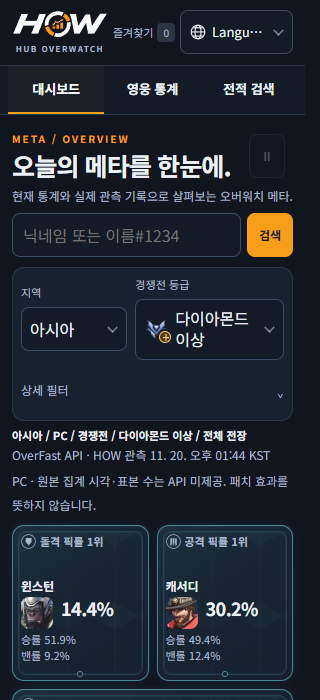 HOW
HUB OVERWATCH
즐겨찾기 0
Langu⋯
대시보드 영웅 통계 전적 검색
META / OVERVIEW
오늘의 메타를 한눈에.
현재 통계와 실제 관측 기록으로 살펴보는 오버워치 메타.
닉네임 또는 이름#1234
검색
지역
아시아
경쟁전 등급
다이아몬드
이상
상세 필터
아시아 / PC / 경쟁전 / 다이아몬드 이상 / 전체 전장
OverFast API · HOW 관측 11. 20. 오후 01:44 KST
PC · 원본 집계 시각·표본 수는 API 미제공. 패치 효과를
뜻하지 않습니다.
돌격 픽률 1위
윈스턴
14.4%
승률 51.9%
밴률 9.2%
공격 픽률 1위
캐서디
30.2%
승률 49.4%
밴률 12.4%